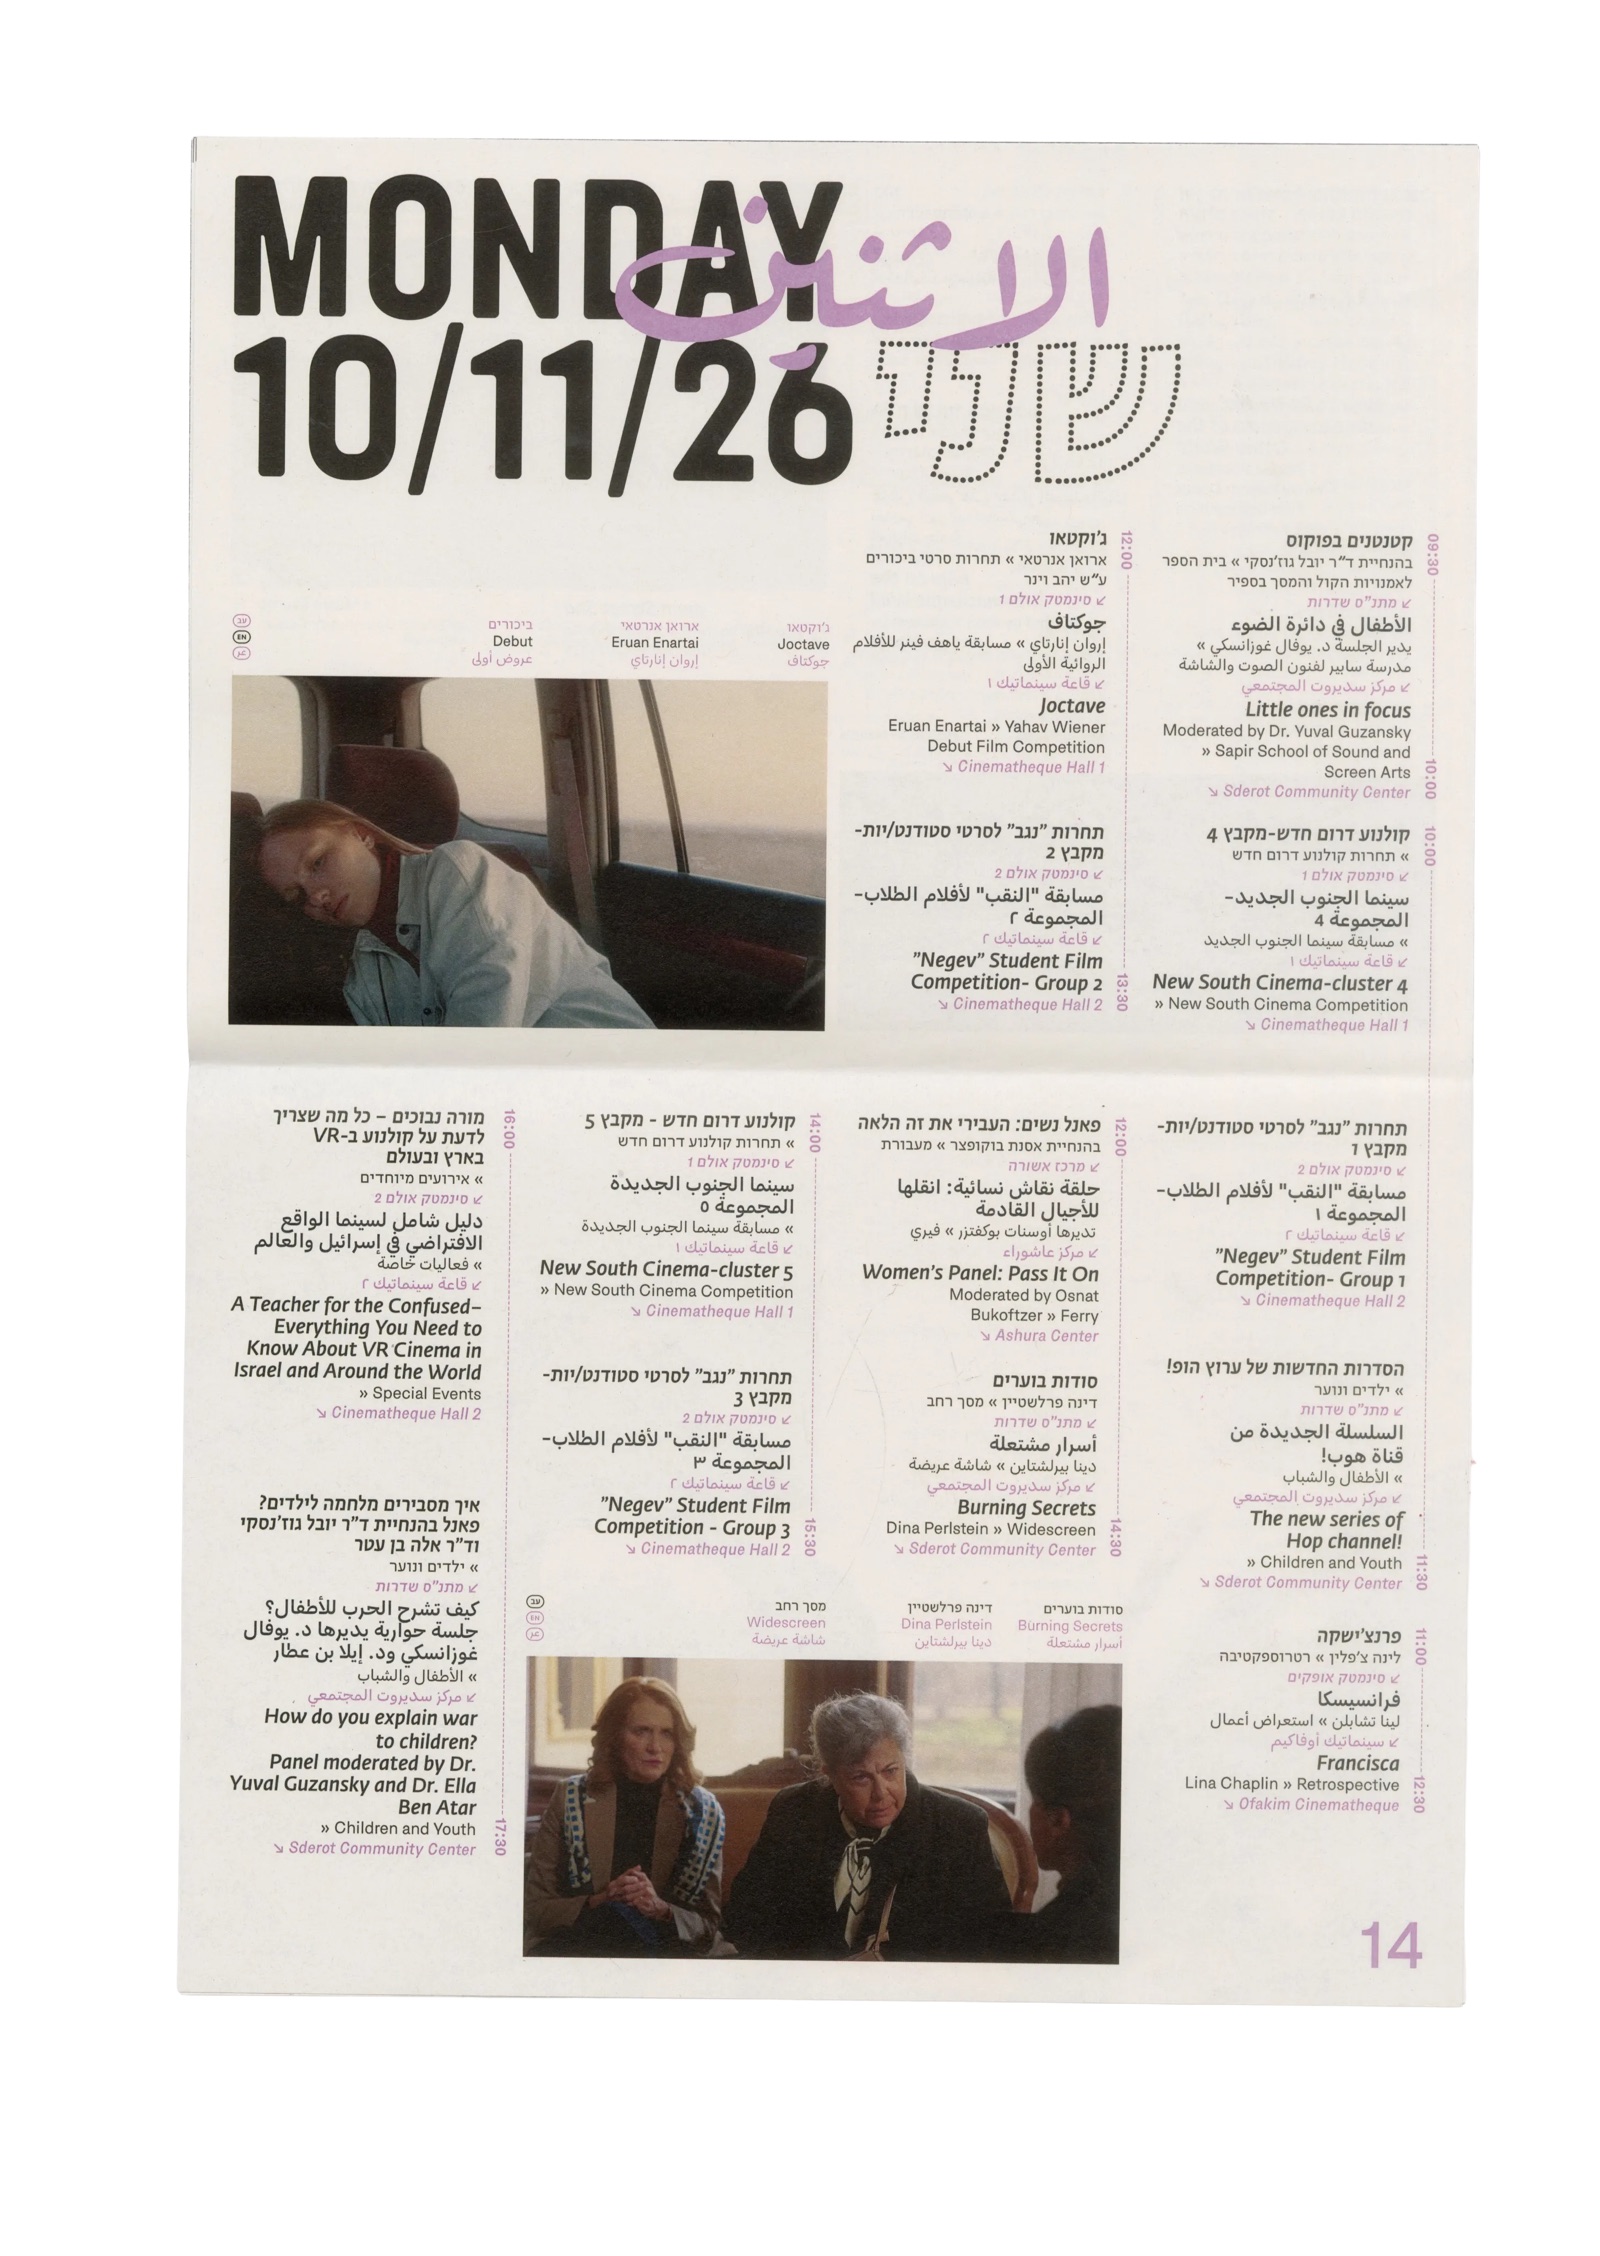 MONDAY
الاثنين
10/11/26
שני
09:30
קטנטנים בפוקוס
בהנחיית ד״ר יובל גוז'נסקי » בית הספר
לאמנויות הקול והמסך בספיר
↙ מתנ"ס שדרות
الأطفال في دائرة الضوء
يدير الجلسة د. يوفال غوزانسكي »
مدرسة سابير لفنون الصوت والشاشة
↙ مركز سديروت المجتمعي
Little ones in focus
Moderated by Dr. Yuval Guzansky
» Sapir School of Sound and
Screen Arts
↘ Sderot Community Center
10:00
10:00
קולנוע דרום חדש-מקבץ 4
» תחרות קולנוע דרום חדש
↙ סינמטק אולם 1
سينما الجنوب الجديد-
المجموعة 4
» مسابقة سينما الجنوب الجديد
↙ قاعة سينماتيك ١
New South Cinema-cluster 4
» New South Cinema Competition
↘ Cinematheque Hall 1
תחרות "נגב" לסרטי סטודנט/יות-
מקבץ 1
↙ סינמטק אולם 2
مسابقة "النقب" لأفلام الطلاب-
المجموعة ١
↙ قاعة سينماتيك ٢
"Negev" Student Film
Competition- Group 1
↘ Cinematheque Hall 2
הסדרות החדשות של ערוץ הופ!
» ילדים ונוער
↙ מתנ"ס שדרות
السلسلة الجديدة من
قناة هوب!
» الأطفال والشباب
↙ مركز سديروت المجتمعي
The new series of
Hop channel!
» Children and Youth
↘ Sderot Community Center
11:30
11:00
פרנצ'ישקה
לינה צ'פלין » רטרוספקטיבה
↙ סינמטק אופקים
فرانسيسكا
لينا تشابلن » استعراض أعمال
↙ سينماتيك أوفاكيم
Francisca
Lina Chaplin » Retrospective
↘ Ofakim Cinematheque
12:30
12:00
ג'וקטאו
ארואן אנרטאי » תחרות סרטי ביכורים
ע״ש יהב וינר
↙ סינמטק אולם 1
جوكتاف
إروان إنارتاي » مسابقة ياهف فينر للأفلام
الروائية الأولى
↙ قاعة سينماتيك ١
Joctave
Eruan Enartai » Yahav Wiener
Debut Film Competition
↘ Cinematheque Hall 1
תחרות "נגב" לסרטי סטודנט/יות-
מקבץ 2
↙ סינמטק אולם 2
مسابقة "النقب" لأفلام الطلاب-
المجموعة ٢
↙ قاعة سينماتيك ٢
"Negev" Student Film
Competition- Group 2
↘ Cinematheque Hall 2
13:30
עב
EN
عر
ג'וקטאו
Joctave
جوكتاف
ארואן אנרטאי
Eruan Enartai
إروان إنارتاي
ביכורים
Debut
عروض أولى
12:00
פאנל נשים: העבירי את זה הלאה
בהנחיית אסנת בוקופצר » מעבורת
↙ מרכז אשורה
حلقة نقاش نسائية: انقلها
للأجيال القادمة
تديرها أوسنات بوكفتزر » فيري
↙ مركز عاشوراء
Women's Panel: Pass It On
Moderated by Osnat
Bukoftzer » Ferry
↘ Ashura Center
סודות בוערים
דינה פרלשטיין » מסך רחב
↙ מתנ"ס שדרות
أسرار مشتعلة
دينا بيرلشتاين » شاشة عريضة
↙ مركز سديروت المجتمعي
Burning Secrets
Dina Perlstein » Widescreen
↘ Sderot Community Center
14:30
14:00
קולנוע דרום חדש - מקבץ 5
» תחרות קולנוע דרום חדש
↙ סינמטק אולם 1
سينما الجنوب الجديدة
المجموعة ٥
» مسابقة سينما الجنوب الجديدة
↙ قاعة سينماتيك ١
New South Cinema-cluster 5
» New South Cinema Competition
↘ Cinematheque Hall 1
תחרות "נגב" לסרטי סטודנט/יות-
מקבץ 3
↙ סינמטק אולם 2
مسابقة "النقب" لأفلام الطلاب-
المجموعة ٣
↙ قاعة سينماتيك ٢
"Negev" Student Film
Competition - Group 3
↘ Cinematheque Hall 2
15:30
16:00
מורה נבוכים – כל מה שצריך
לדעת על קולנוע ב-VR
בארץ ובעולם
» אירועים מיוחדים
↙ סינמטק אולם 2
دليل شامل لسينما الواقع
الافتراضي في إسرائيل والعالم
» فعاليات خاصة
↙ قاعة سينماتيك ٢
A Teacher for the Confused–
Everything You Need to
Know About VR Cinema in
Israel and Around the World
» Special Events
↘ Cinematheque Hall 2
איך מסבירים מלחמה לילדים?
פאנל בהנחיית ד"ר יובל גוז'נסקי
וד"ר אלה בן עטר
» ילדים ונוער
↙ מתנ"ס שדרות
كيف تشرح الحرب للأطفال؟
جلسة حوارية يديرها د. يوفال
غوزانسكي ود. إيلا بن عطار
» الأطفال والشباب
↙ مركز سديروت المجتمعي
How do you explain war
to children?
Panel moderated by Dr.
Yuval Guzansky and Dr. Ella
Ben Atar
» Children and Youth
↘ Sderot Community Center
17:30
עב
EN
عر
סודות בוערים
Burning Secrets
أسرار مشتعلة
דינה פרלשטיין
Dina Perlstein
دينا بيرلشتاين
מסך רחב
Widescreen
شاشة عريضة
14